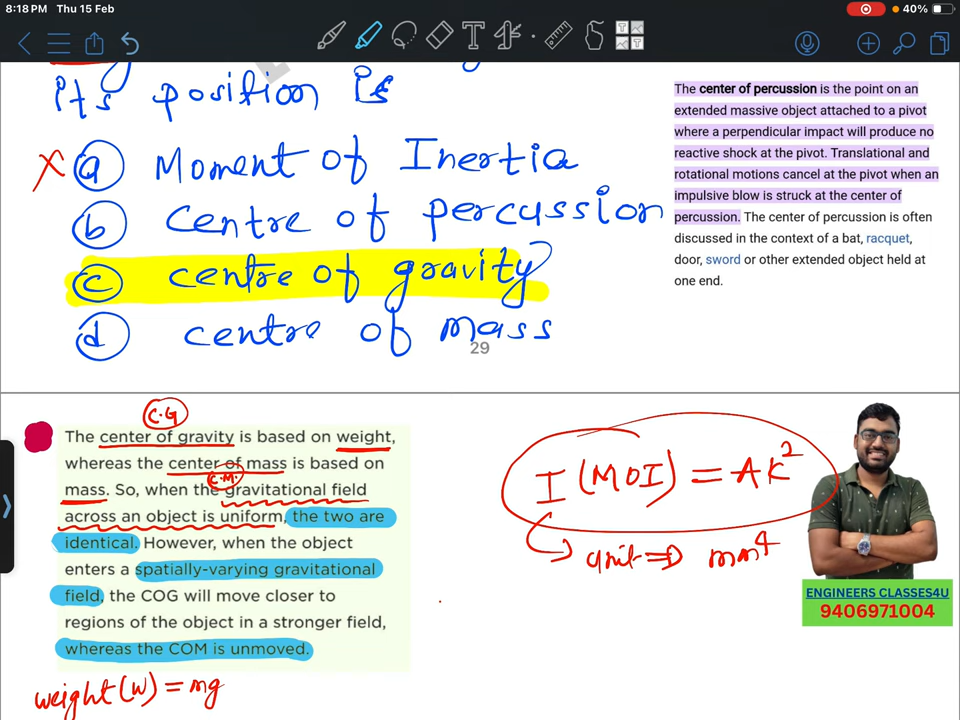 8:18 PM Thu 15 Feb
40%
its position is
X (a) Moment of Inertia
(b) centre of percussion
(c) centre of gravity
(d) centre of mass
29
The center of percussion is the point on an
extended massive object attached to a pivot
where a perpendicular impact will produce no
reactive shock at the pivot. Translational and
rotational motions cancel at the pivot when an
impulsive blow is struck at the center of
percussion. The center of percussion is often
discussed in the context of a bat, racquet,
door, sword or other extended object held at
one end.
C.G
The center of gravity is based on weight,
whereas the center of mass is based on
C.M.
mass. So, when the gravitational field
across an object is uniform, the two are
identical. However, when the object
enters a spatially-varying gravitational
field, the COG will move closer to
regions of the object in a stronger field,
whereas the COM is unmoved.
weight (W) = mg
I (MOI) = AK²
unit ⇒ mm⁴
ENGINEERS CLASSES4U
9406971004